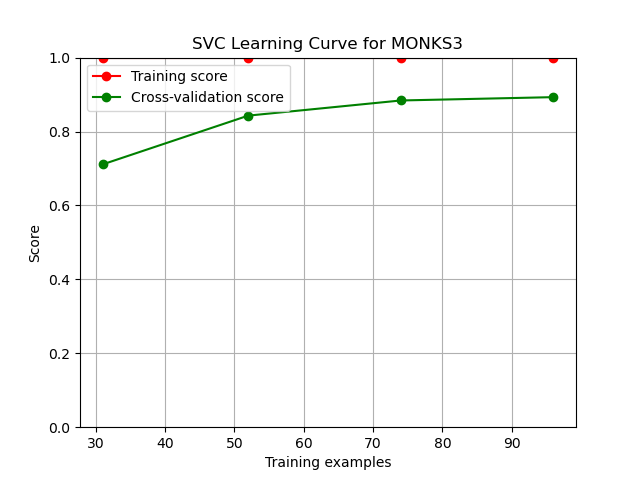 SVC Learning Curve for MONKS3
Training score
Cross-validation score
1.0
0.8
0.6
0.4
0.2
0.0
Score
30 40 50 60 70 80 90
Training examples